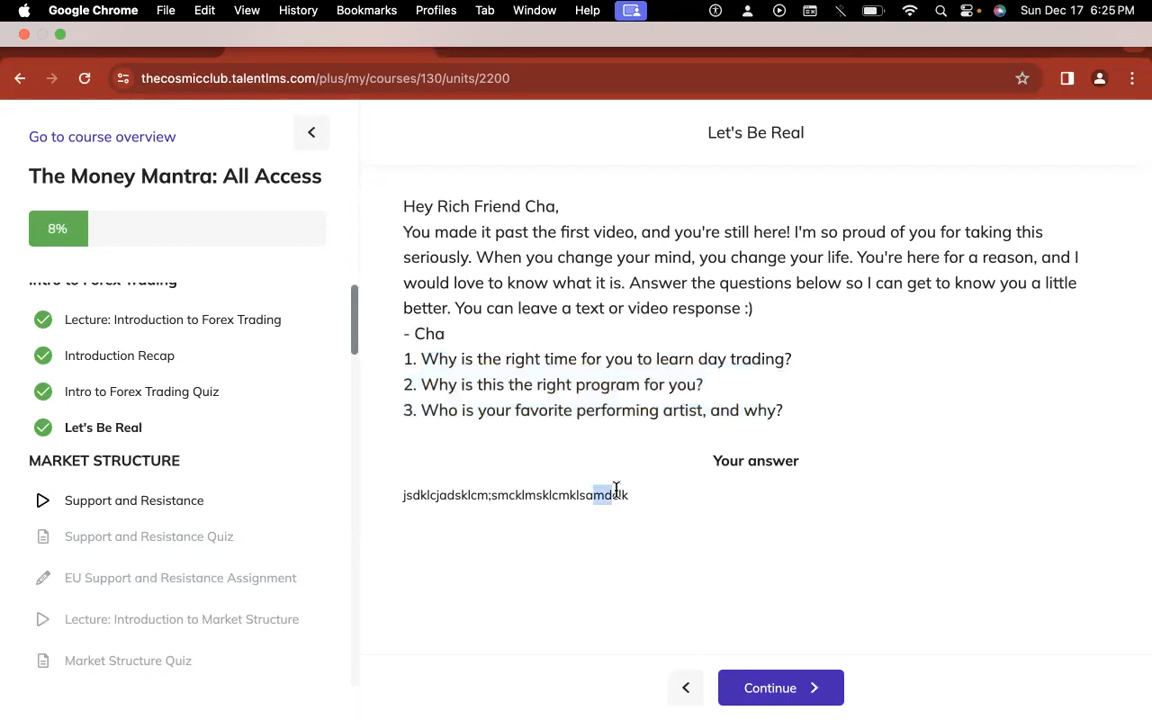 Google Chrome File Edit View History Bookmarks Profiles Tab Window Help Sun Dec 17 6:25 PM
thecosmicclub.talentlms.com/plus/my/courses/130/units/2200
Go to course overview
The Money Mantra: All Access
8%
Intro to Forex Trading
Lecture: Introduction to Forex Trading
Introduction Recap
Intro to Forex Trading Quiz
Let's Be Real
MARKET STRUCTURE
Support and Resistance
Support and Resistance Quiz
EU Support and Resistance Assignment
Lecture: Introduction to Market Structure
Market Structure Quiz
Let's Be Real
Hey Rich Friend Cha,
You made it past the first video, and you're still here! I'm so proud of you for taking this
seriously. When you change your mind, you change your life. You're here for a reason, and I
would love to know what it is. Answer the questions below so I can get to know you a little
better. You can leave a text or video response :)
- Cha
1. Why is the right time for you to learn day trading?
2. Why is this the right program for you?
3. Who is your favorite performing artist, and why?
Your answer
Continue